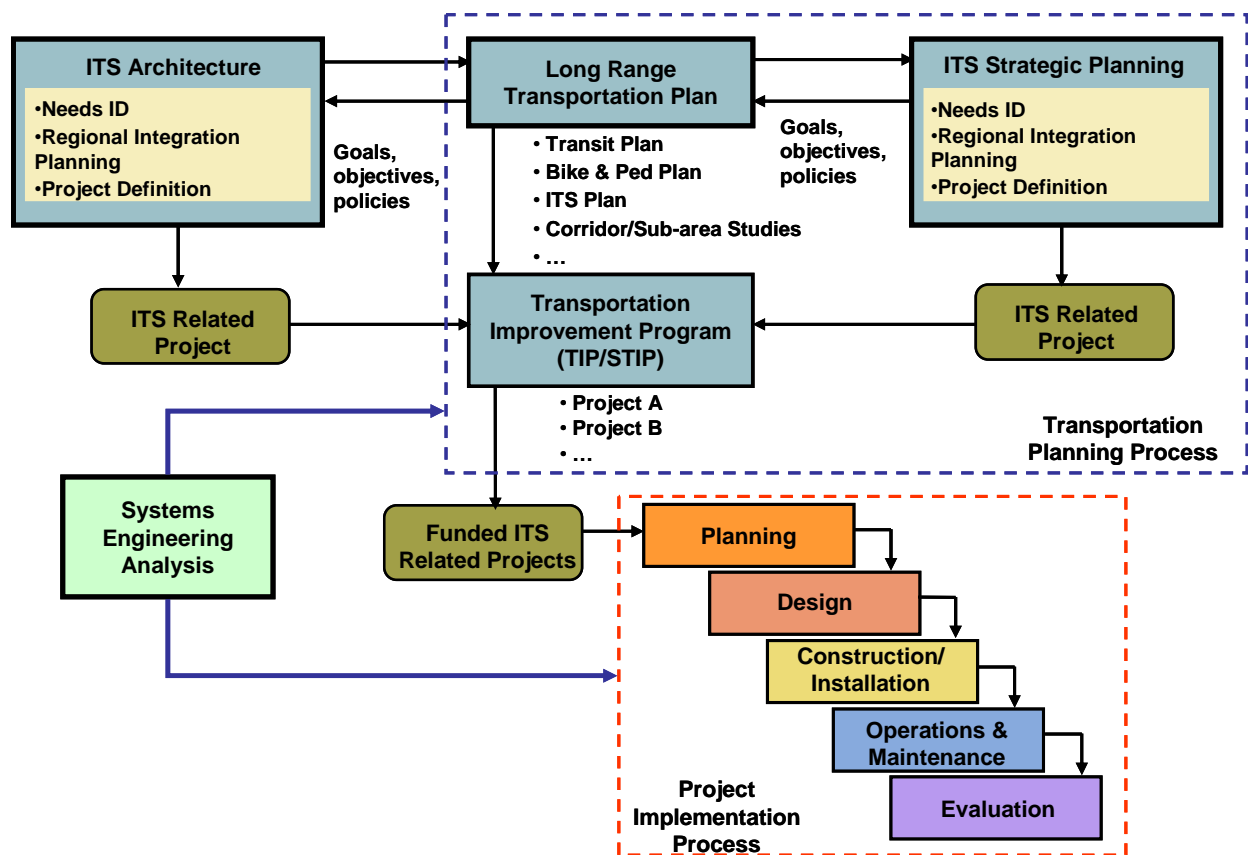 ITS Architecture
•Needs ID
•Regional Integration
Planning
•Project Definition
Goals,
objectives,
policies
Long Range
Transportation Plan
• Transit Plan
• Bike & Ped Plan
• ITS Plan
• Corridor/Sub-area Studies
• ...
Goals,
objectives,
policies
ITS Strategic Planning
•Needs ID
•Regional Integration
Planning
•Project Definition
ITS Related
Project
Transportation
Improvement Program
(TIP/STIP)
ITS Related
Project
• Project A
• Project B
• ...
Transportation
Planning Process
Systems
Engineering
Analysis
Funded ITS
Related Projects
Planning
Design
Construction/
Installation
Operations &
Maintenance
Evaluation
Project
Implementation
Process